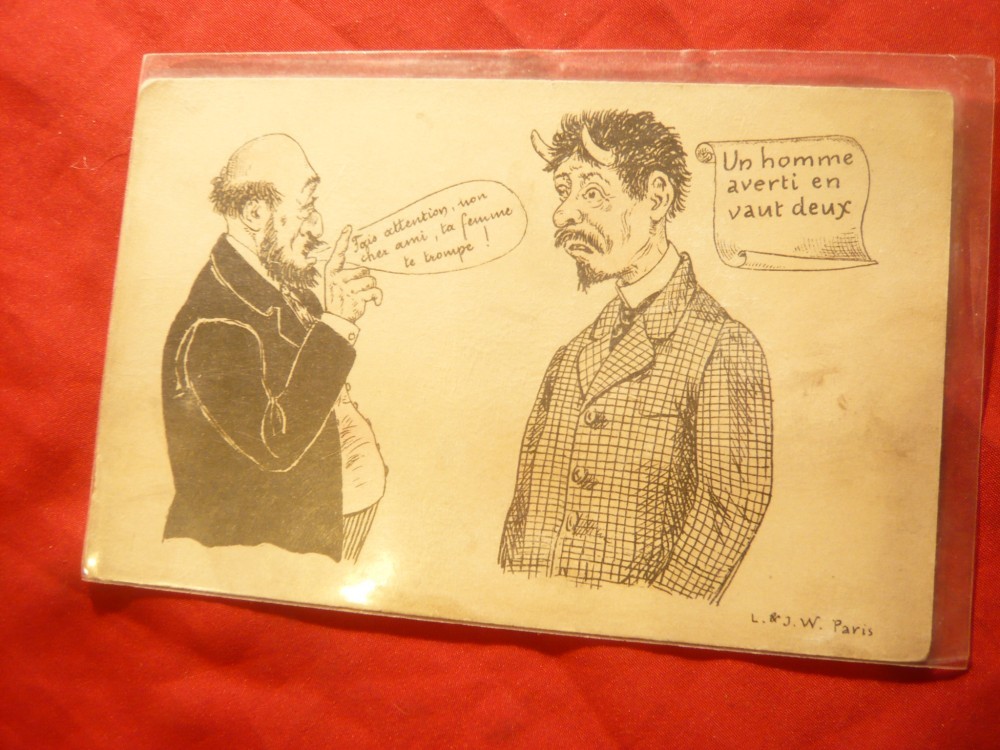 Fais attention, mon
cher ami, ta femme
te trompe !
Un homme
averti en
vaut deux
L. & J. W. Paris